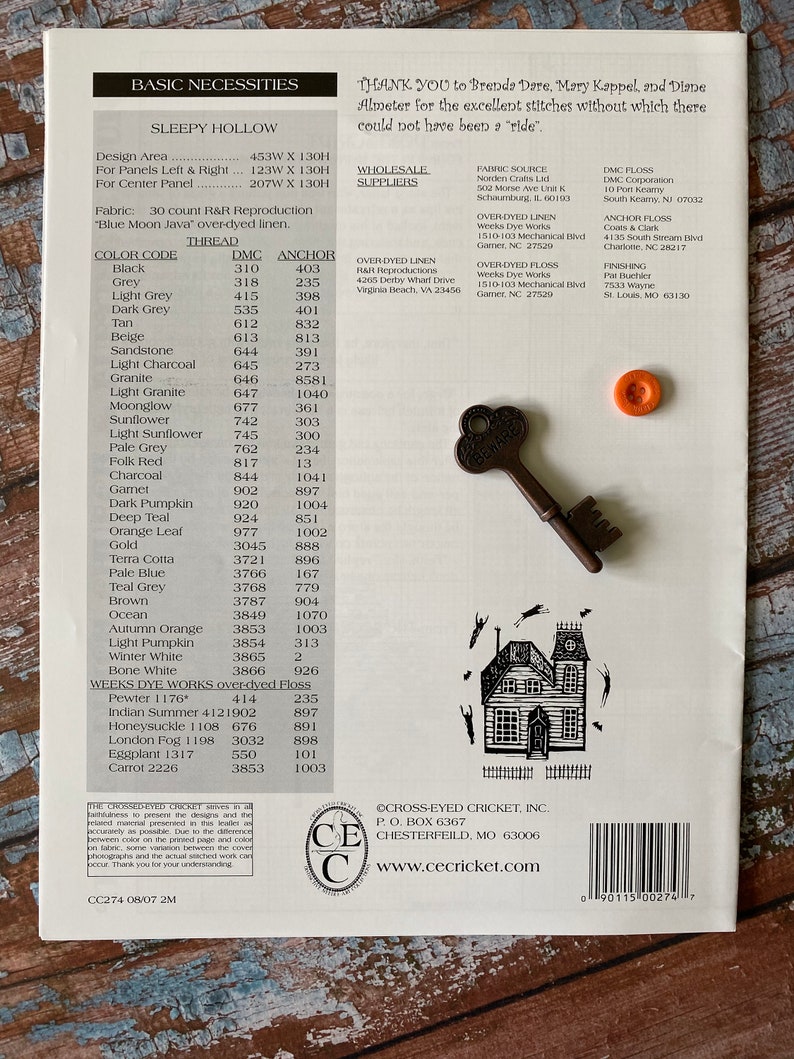 BASIC NECESSITIES
SLEEPY HOLLOW
Design Area .................. 453W X 130H
For Panels Left & Right ... 123W X 130H
For Center Panel ............ 207W X 130H
Fabric: 30 count R&R Reproduction
"Blue Moon Java" over-dyed linen.
THREAD
COLOR CODE DMC ANCHOR
Black 310 403
Grey 318 235
Light Grey 415 398
Dark Grey 535 401
Tan 612 832
Beige 613 813
Sandstone 644 391
Light Charcoal 645 273
Granite 646 8581
Light Granite 647 1040
Moonglow 677 361
Sunflower 742 303
Light Sunflower 745 300
Pale Grey 762 234
Folk Red 817 13
Charcoal 844 1041
Garnet 902 897
Dark Pumpkin 920 1004
Deep Teal 924 851
Orange Leaf 977 1002
Gold 3045 888
Terra Cotta 3721 896
Pale Blue 3766 167
Teal Grey 3768 779
Brown 3787 904
Ocean 3849 1070
Autumn Orange 3853 1003
Light Pumpkin 3854 313
Winter White 3865 2
Bone White 3866 926
WEEKS DYE WORKS over-dyed Floss
Pewter 1176* 414 235
Indian Summer 4121902 897
Honeysuckle 1108 676 891
London Fog 1198 3032 898
Eggplant 1317 550 101
Carrot 2226 3853 1003
THE CROSSED-EYED CRICKET strives in all
faithfulness to present the designs and the
related material presented in this leaflet as
accurately as possible. Due to the difference
between color on the printed page and color
on fabric, some variation between the cover
photographs and the actual stitched work can
occur. Thank you for your understanding.
CC274 08/07 2M
THANK YOU to Brenda Dare, Mary Kappel, and Diane
Almeter for the excellent stitches without which there
could not have been a "ride".
WHOLESALE
SUPPLIERS
OVER-DYED LINEN
R&R Reproductions
4265 Derby Wharf Drive
Virginia Beach, VA 23456
FABRIC SOURCE
Norden Crafts Ltd
502 Morse Ave Unit K
Schaumburg, IL 60193
OVER-DYED LINEN
Weeks Dye Works
1510-103 Mechanical Blvd
Garner, NC 27529
OVER-DYED FLOSS
Weeks Dye Works
1510-103 Mechanical Blvd
Garner, NC 27529
DMC FLOSS
DMC Corporation
10 Port Kearny
South Kearny, NJ 07032
ANCHOR FLOSS
Coats & Clark
4135 South Stream Blvd
Charlotte, NC 28217
FINISHING
Pat Buehler
7533 Wayne
St. Louis, MO 63130
BEWARE
CEC
©CROSS-EYED CRICKET, INC.
P. O. BOX 6367
CHESTERFEILD, MO 63006
www.cecricket.com
0 90115 00274 7